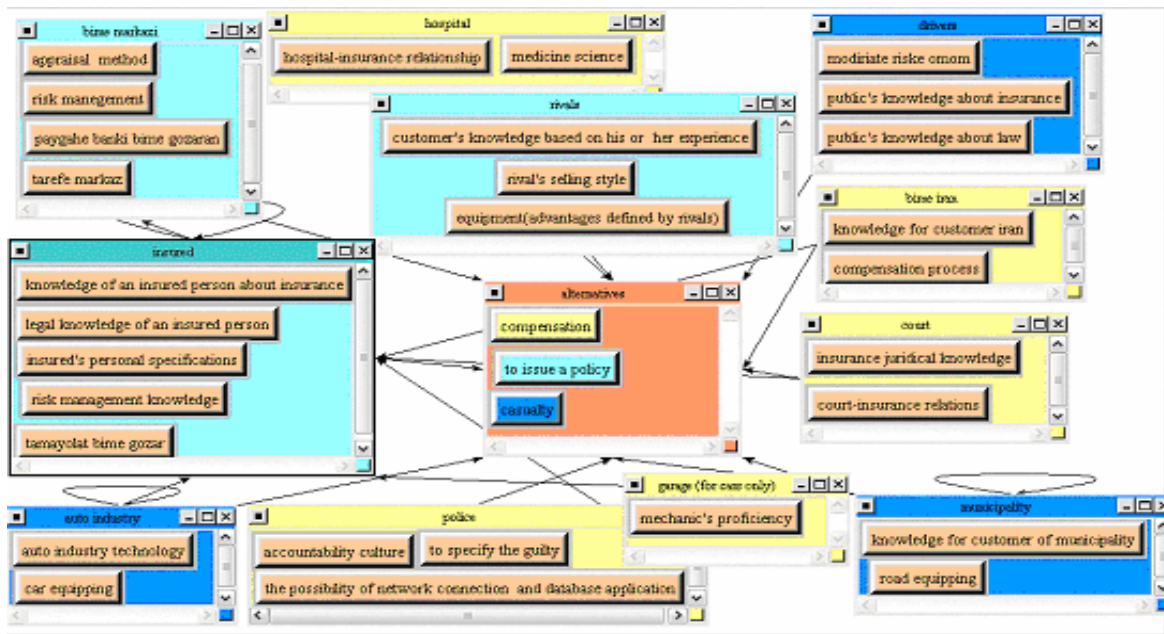 bime markazi
appraisal method
risk manegement
paygahe banki bime gozaran
tarefe markaz
hospital
hospital-insurance relationship
medicine science
rivals
customer's knowledge based on his or her experience
rival's selling style
equipment(advantages defined by rivals)
drivers
modiriate riske omom
public's knowledge about insurance
public's knowledge about law
bime iran
knowledge for customer iran
compensation process
insured
knowledge of an insured person about insurance
legal knowledge of an insured person
insured's personal specifications
risk management knowledge
tamayolat bime gozar
alternatives
compensation
to issue a policy
casualty
court
insurance juridical knowledge
court-insurance relations
auto industry
auto industry technology
car equipping
police
accountability culture
to specify the guilty
the possibility of network connection and database application
garage (for cars only)
mechanic's proficiency
municipality
knowledge for customer of municipality
road equipping